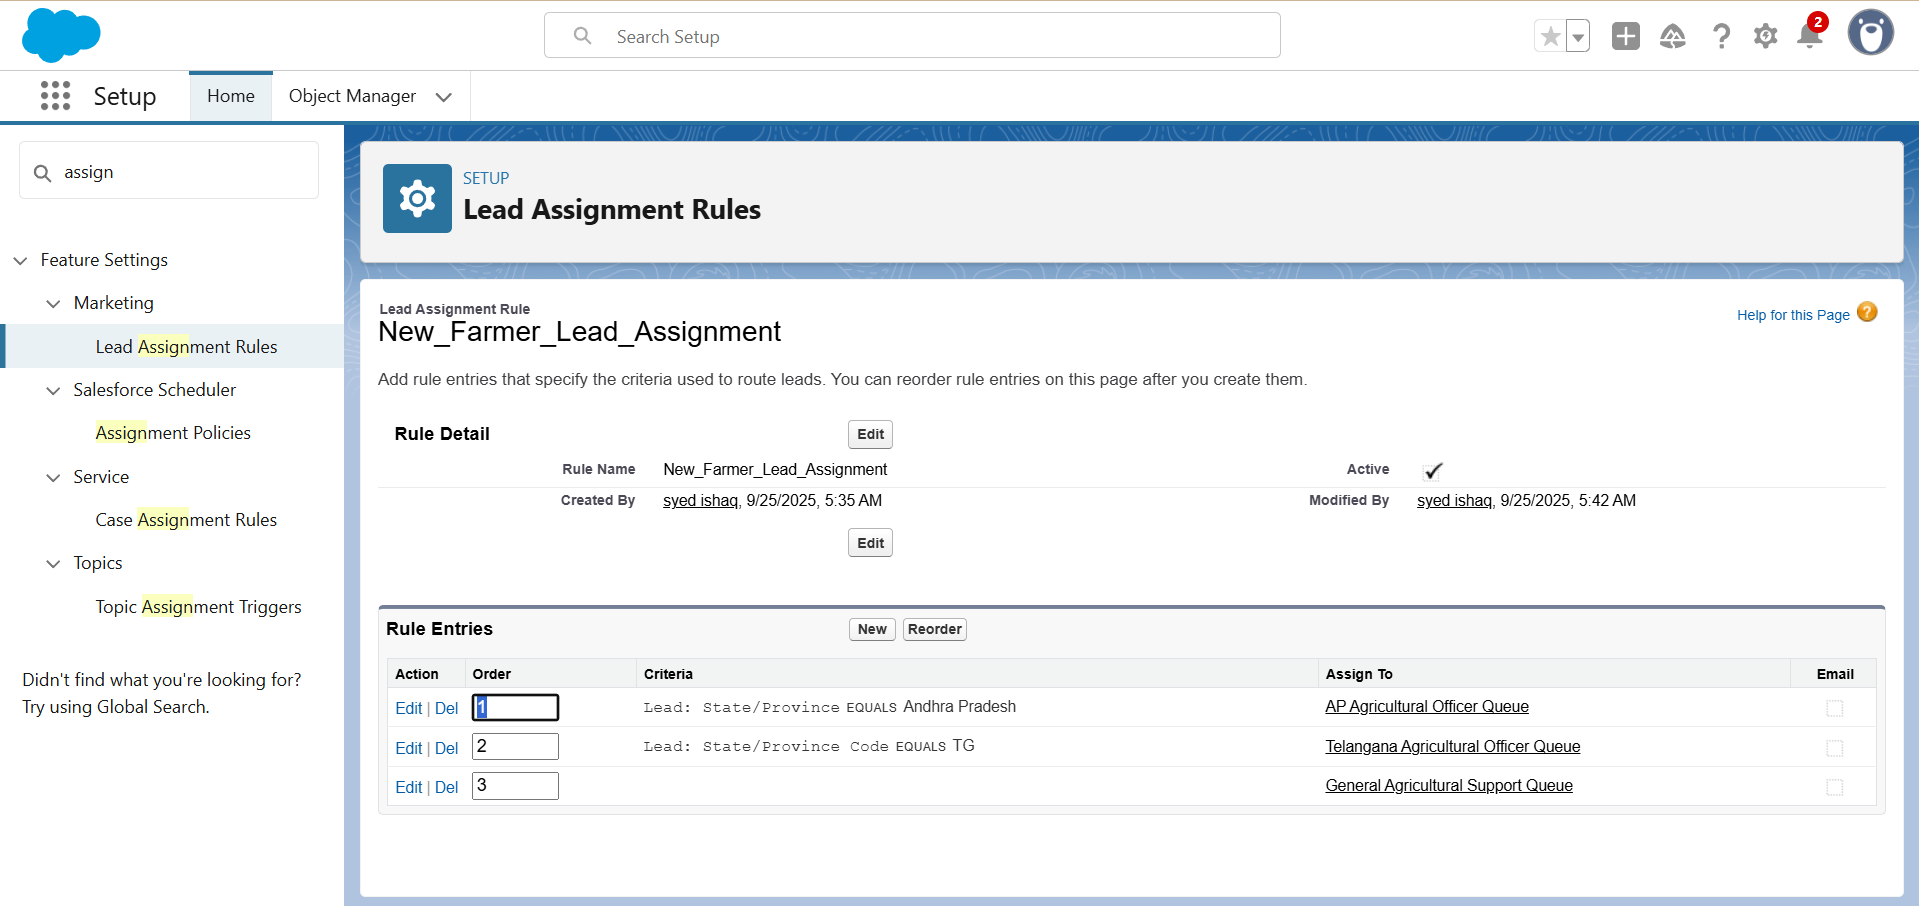 Search Setup
2
Setup
Home
Object Manager
assign
Feature Settings
Marketing
Lead Assignment Rules
Salesforce Scheduler
Assignment Policies
Service
Case Assignment Rules
Topics
Topic Assignment Triggers
Didn't find what you're looking for?
Try using Global Search.
SETUP
Lead Assignment Rules
Lead Assignment Rule
New_Farmer_Lead_Assignment
Help for this Page ?
Add rule entries that specify the criteria used to route leads. You can reorder rule entries on this page after you create them.
Rule Detail Edit
Rule Name New_Farmer_Lead_Assignment Active
Created By syed ishaq, 9/25/2025, 5:35 AM Modified By syed ishaq, 9/25/2025, 5:42 AM
Edit
Rule Entries New Reorder
Action Order Criteria Assign To Email
Edit | Del 1 Lead: State/Province EQUALS Andhra Pradesh AP Agricultural Officer Queue
Edit | Del 2 Lead: State/Province Code EQUALS TG Telangana Agricultural Officer Queue
Edit | Del 3 General Agricultural Support Queue